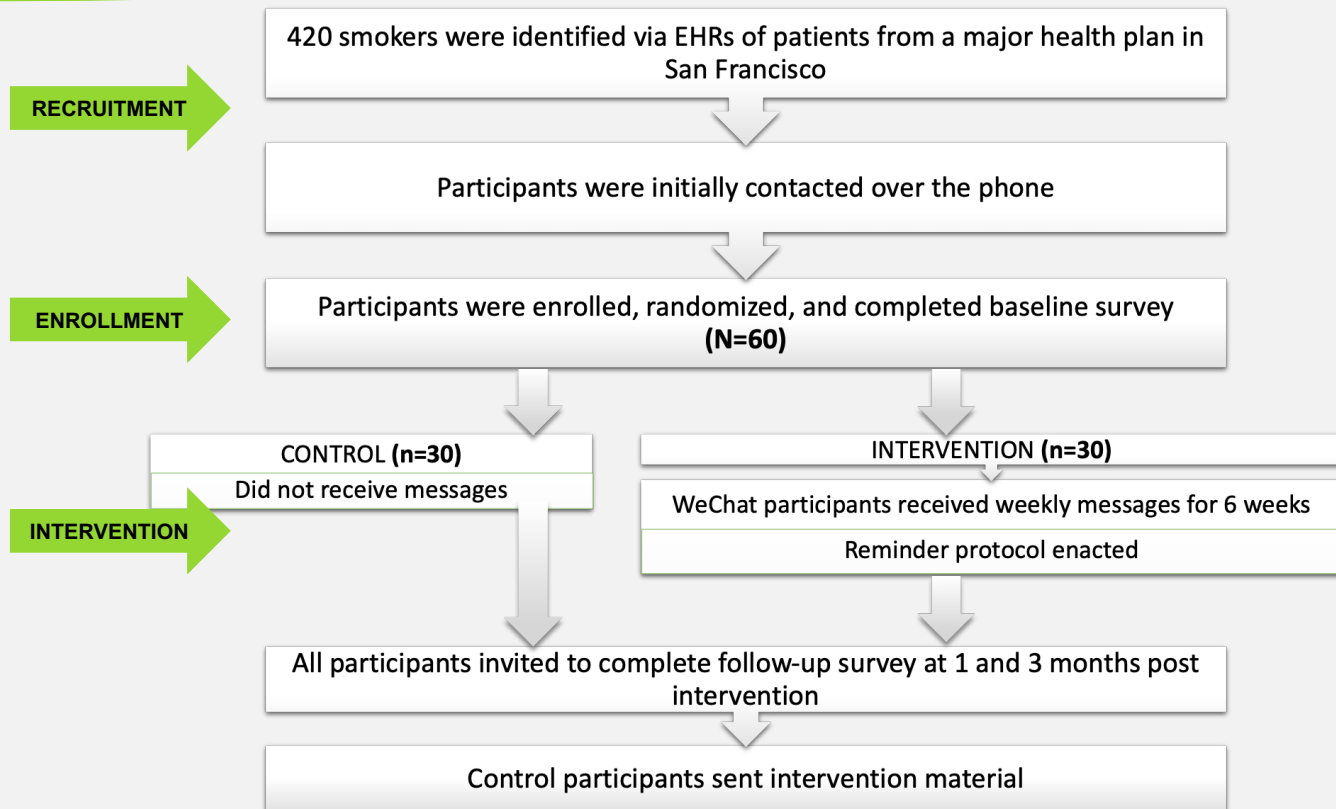 420 smokers were identified via EHRs of patients from a major health plan in
San Francisco
RECRUITMENT
Participants were initially contacted over the phone
ENROLLMENT
Participants were enrolled, randomized, and completed baseline survey
(N=60)
CONTROL (n=30)
Did not receive messages
INTERVENTION (n=30)
WeChat participants received weekly messages for 6 weeks
Reminder protocol enacted
INTERVENTION
All participants invited to complete follow-up survey at 1 and 3 months post
intervention
Control participants sent intervention material